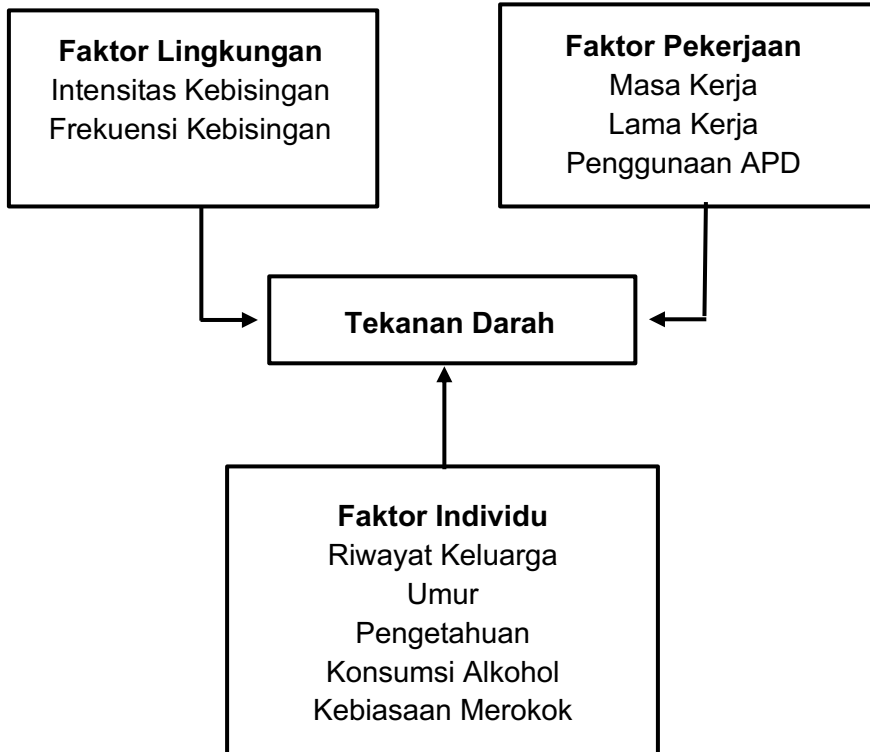 Faktor Lingkungan
Intensitas Kebisingan
Frekuensi Kebisingan
Faktor Pekerjaan
Masa Kerja
Lama Kerja
Penggunaan APD
Tekanan Darah
Faktor Individu
Riwayat Keluarga
Umur
Pengetahuan
Konsumsi Alkohol
Kebiasaan Merokok